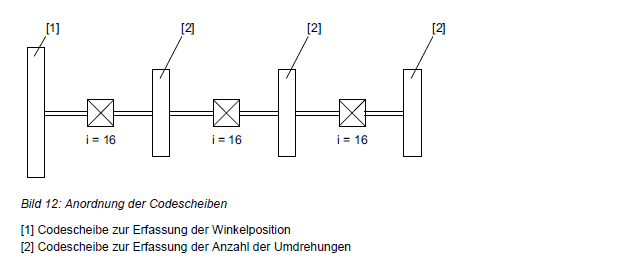 [1] [2] [2] [2]
i = 16 i = 16 i = 16
Bild 12: Anordnung der Codescheiben
[1] Codescheibe zur Erfassung der Winkelposition
[2] Codescheibe zur Erfassung der Anzahl der Umdrehungen